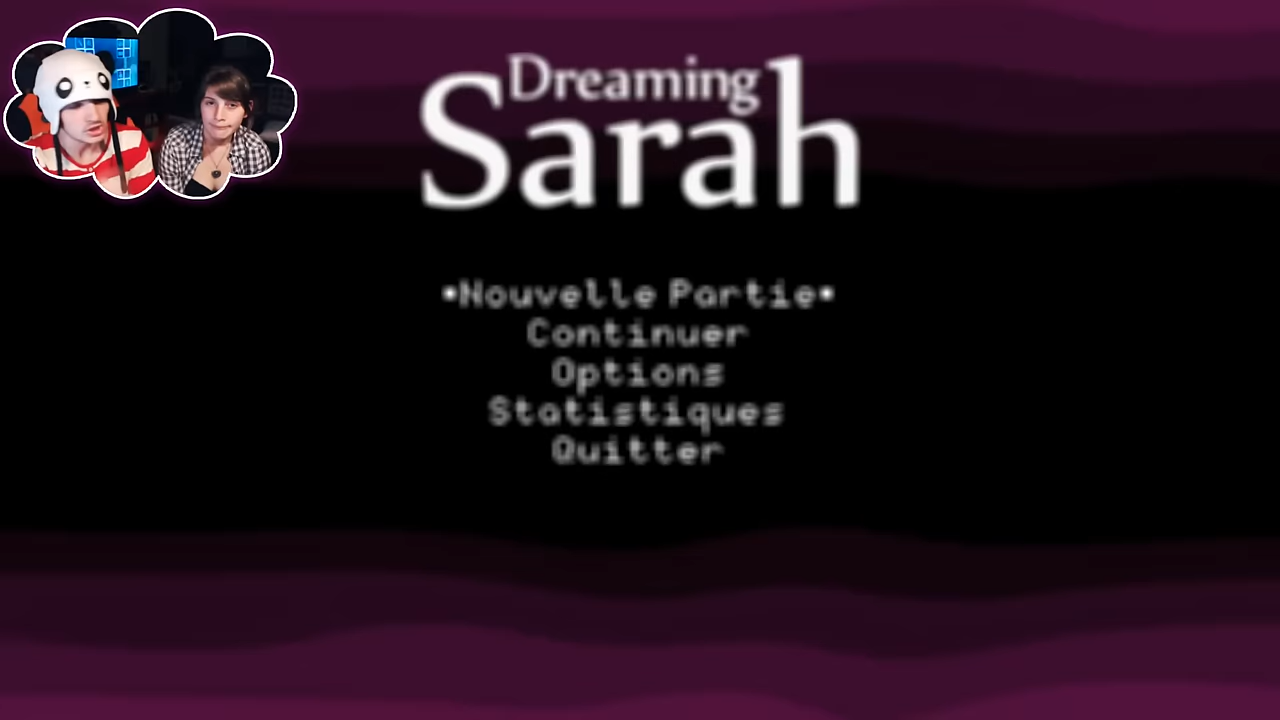 Dreaming
Sarah
•Nouvelle Partie•
Continuer
Options
Statistiques
Quitter